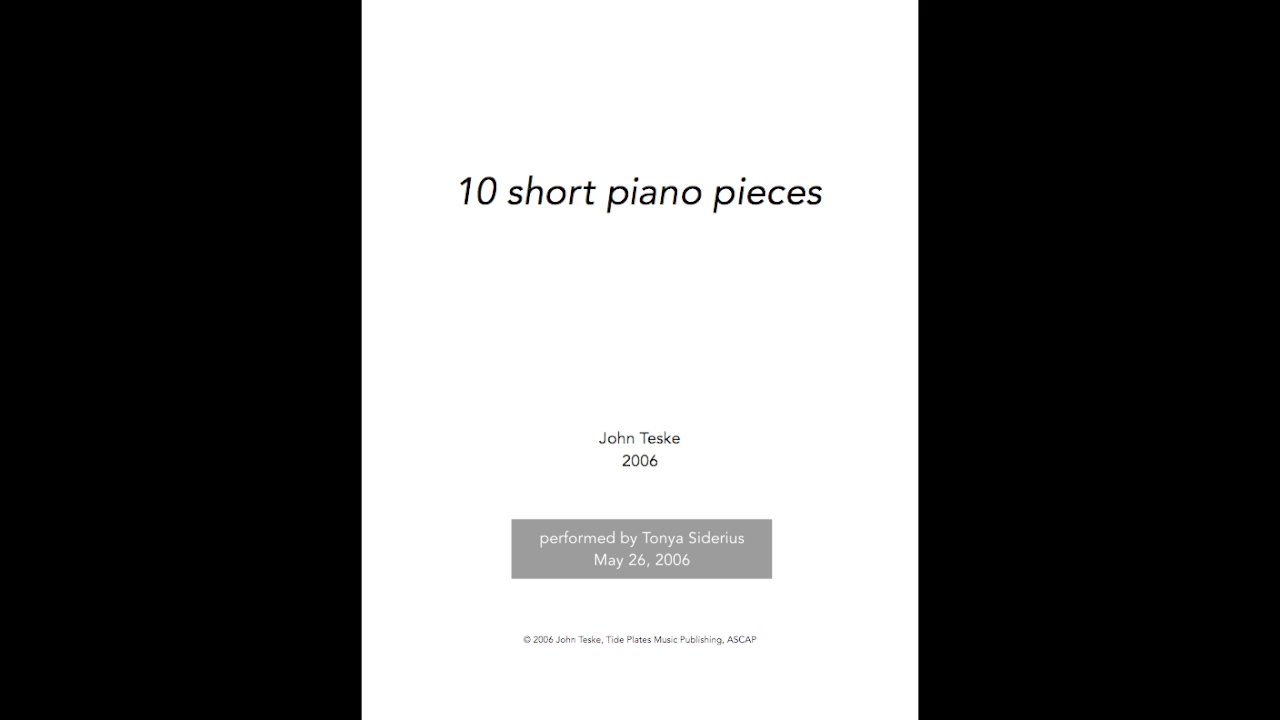 10 short piano pieces
John Teske
2006
performed by Tonya Siderius
May 26, 2006
© 2006 John Teske, Tide Plates Music Publishing, ASCAP